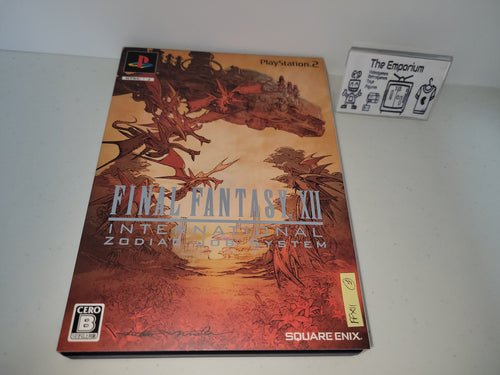 PlayStation 2
FINAL FANTASY XII
INTERNATIONAL
ZODIAC JOB SYSTEM
CERO
B
SQUARE ENIX
The Emporium
Videogames
Retrogames
Toys
Figures